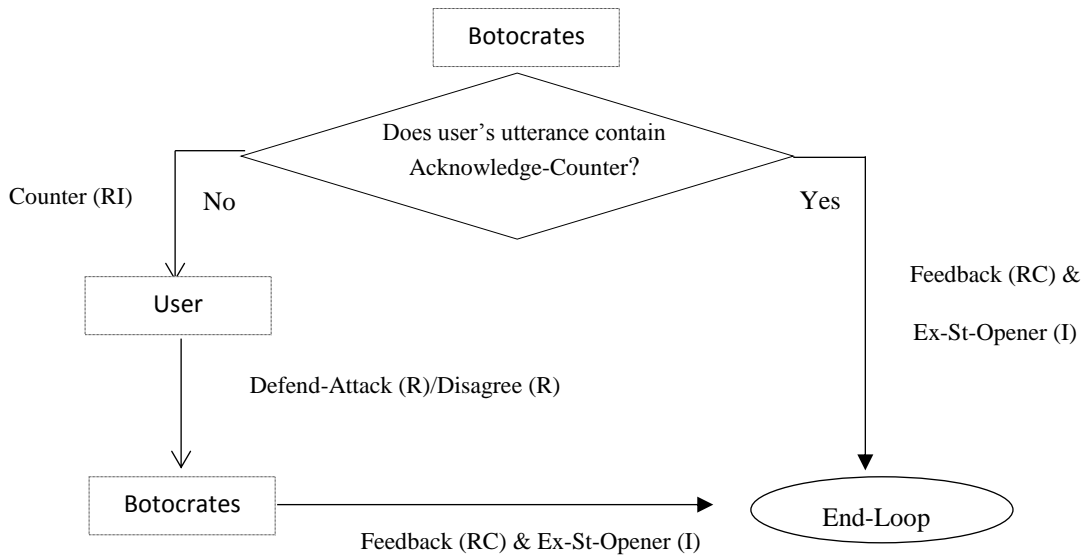 Botocrates
Does user's utterance contain
Acknowledge-Counter?
Counter (RI)
No
Yes
Feedback (RC) &
Ex-St-Opener (I)
User
Defend-Attack (R)/Disagree (R)
Botocrates
End-Loop
Feedback (RC) & Ex-St-Opener (I)